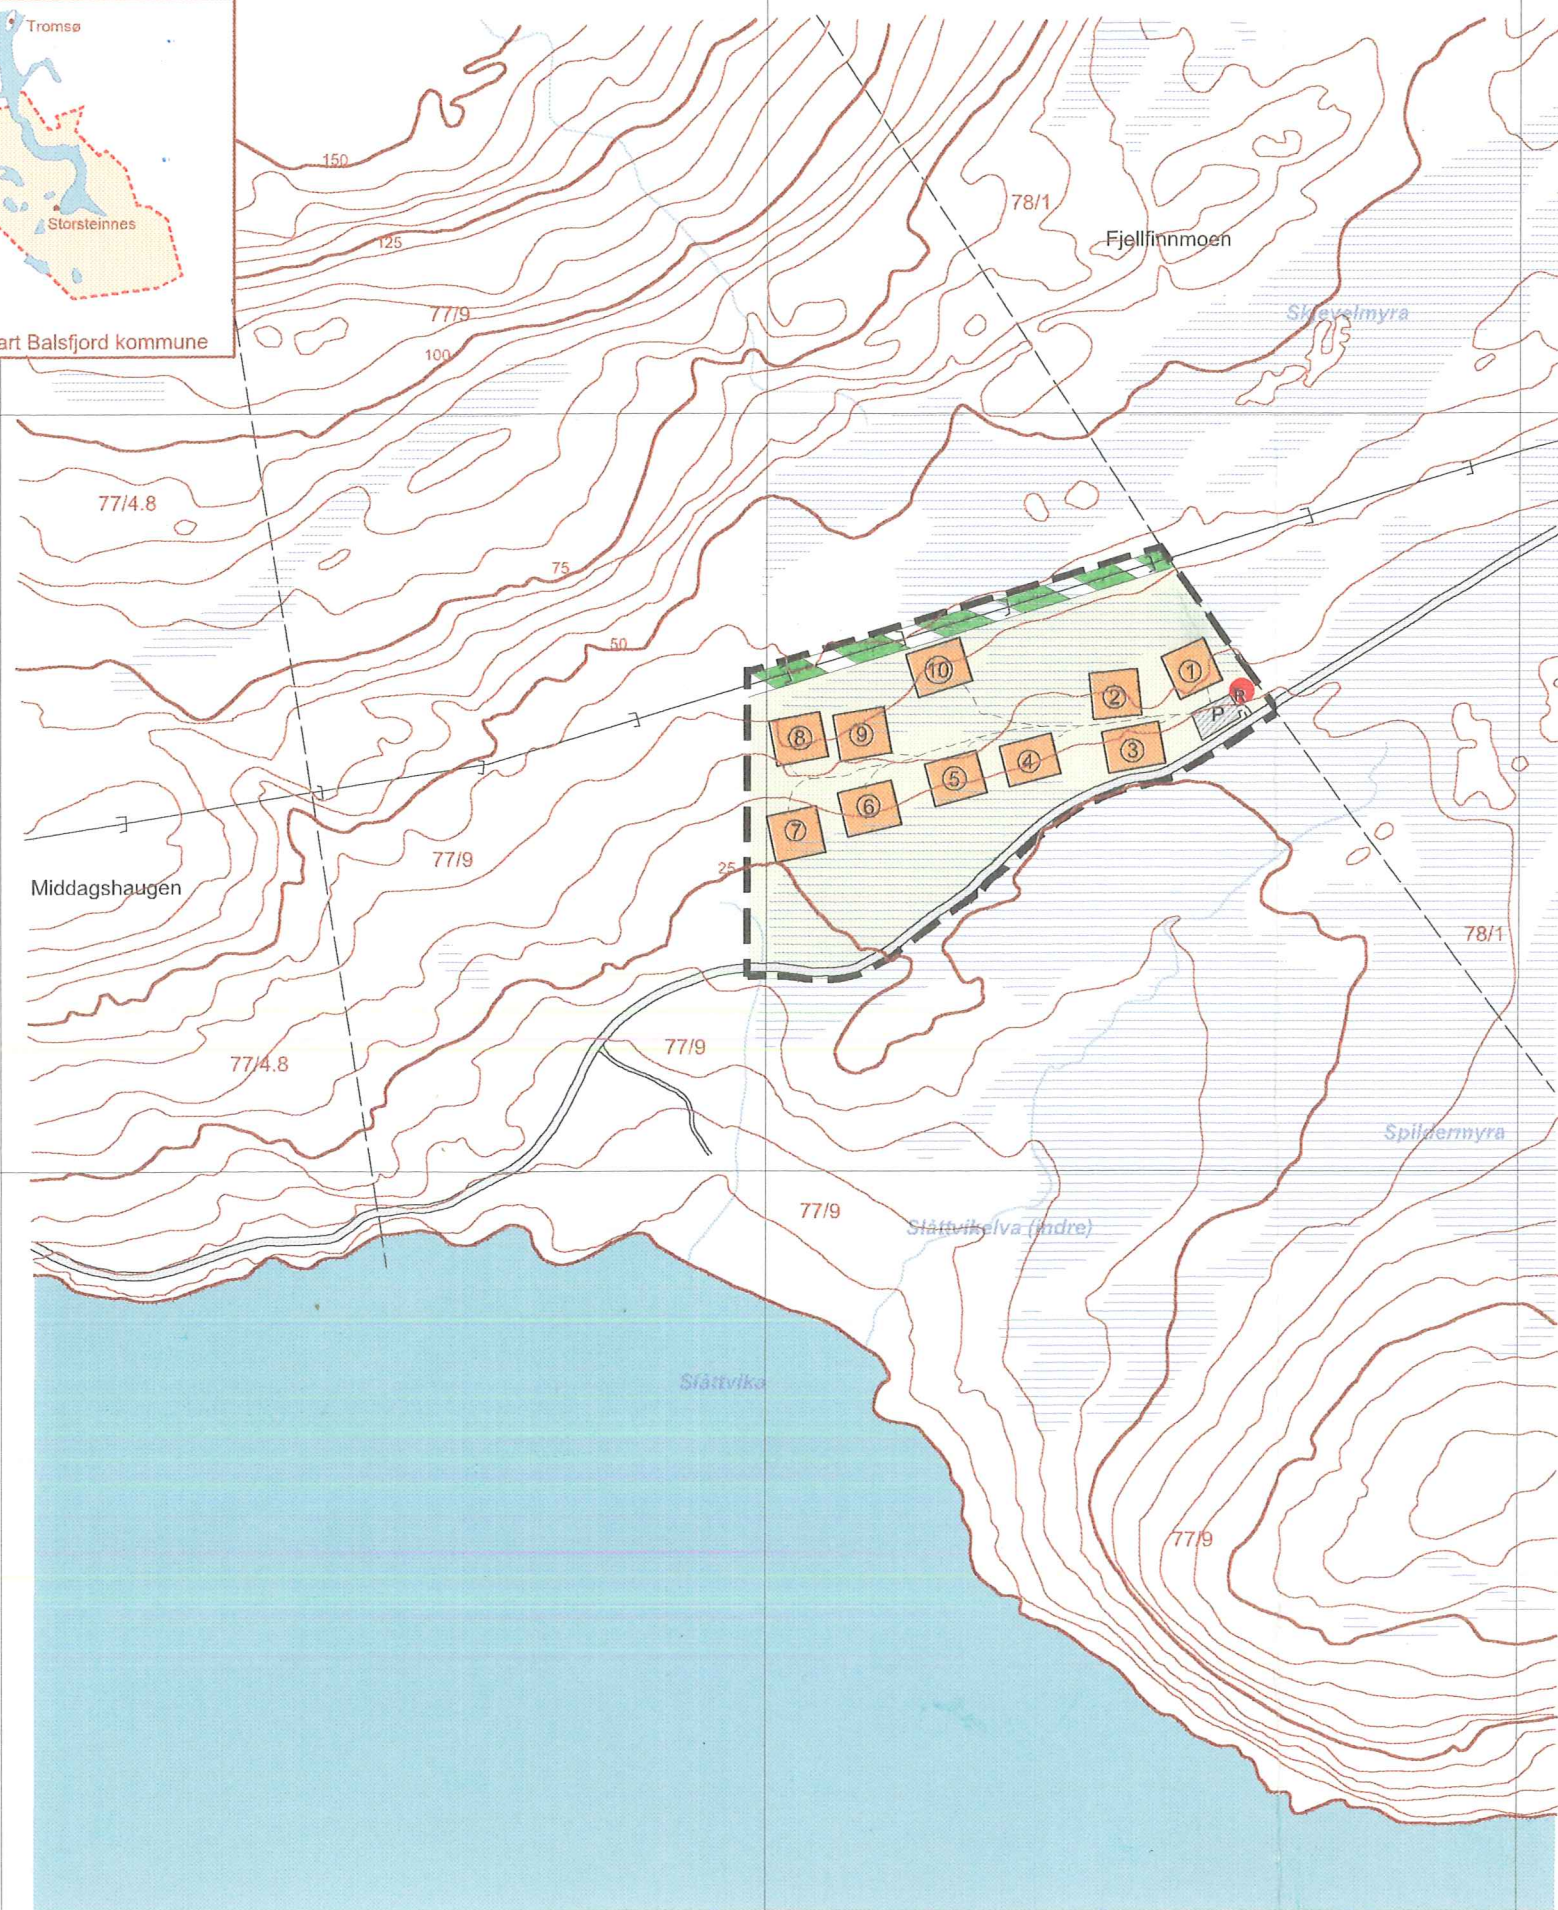 Tromsø
Storsteinnes
art Balsfjord kommune
150
125
77/9
100
78/1
Fjellfinnmoen
Skjevelmyra
77/4.8
75
50
10
1
2
R
P
8
9
3
4
5
6
7
25
77/9
Middagshaugen
78/1
77/9
77/4.8
Spildermyra
77/9
Slåttvikelva (indre)
Slåttvika
77/9